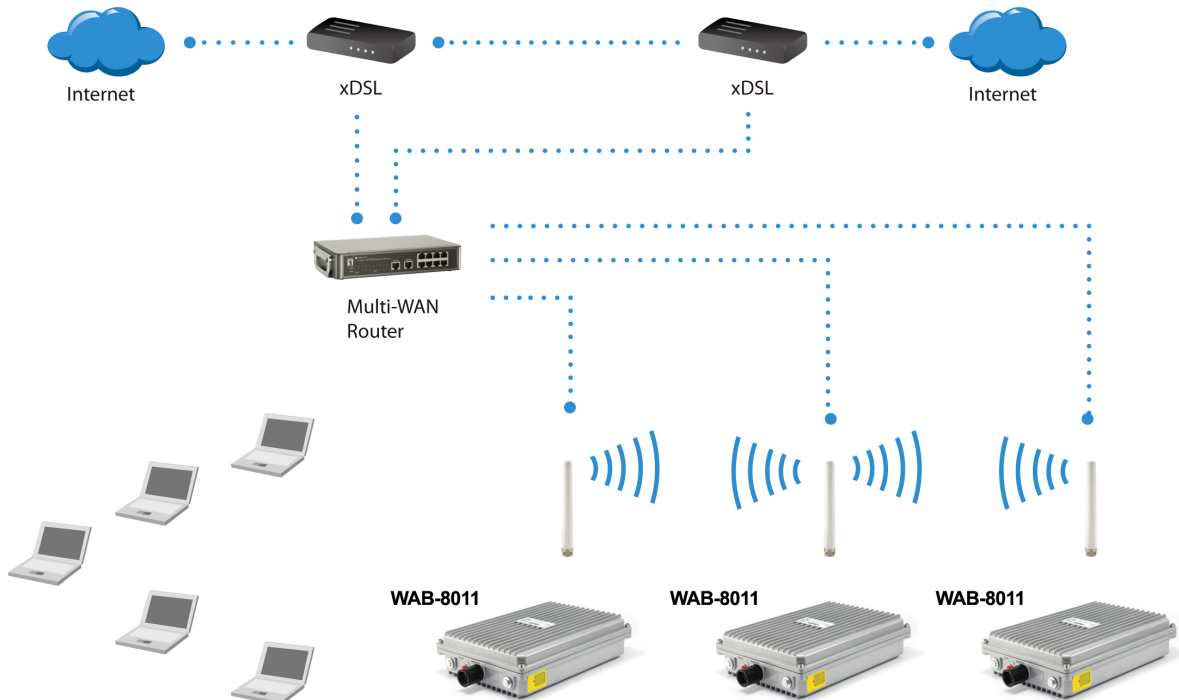 Internet
xDSL
xDSL
Internet
Multi-WAN
Router
WAB-8011
WAB-8011
WAB-8011